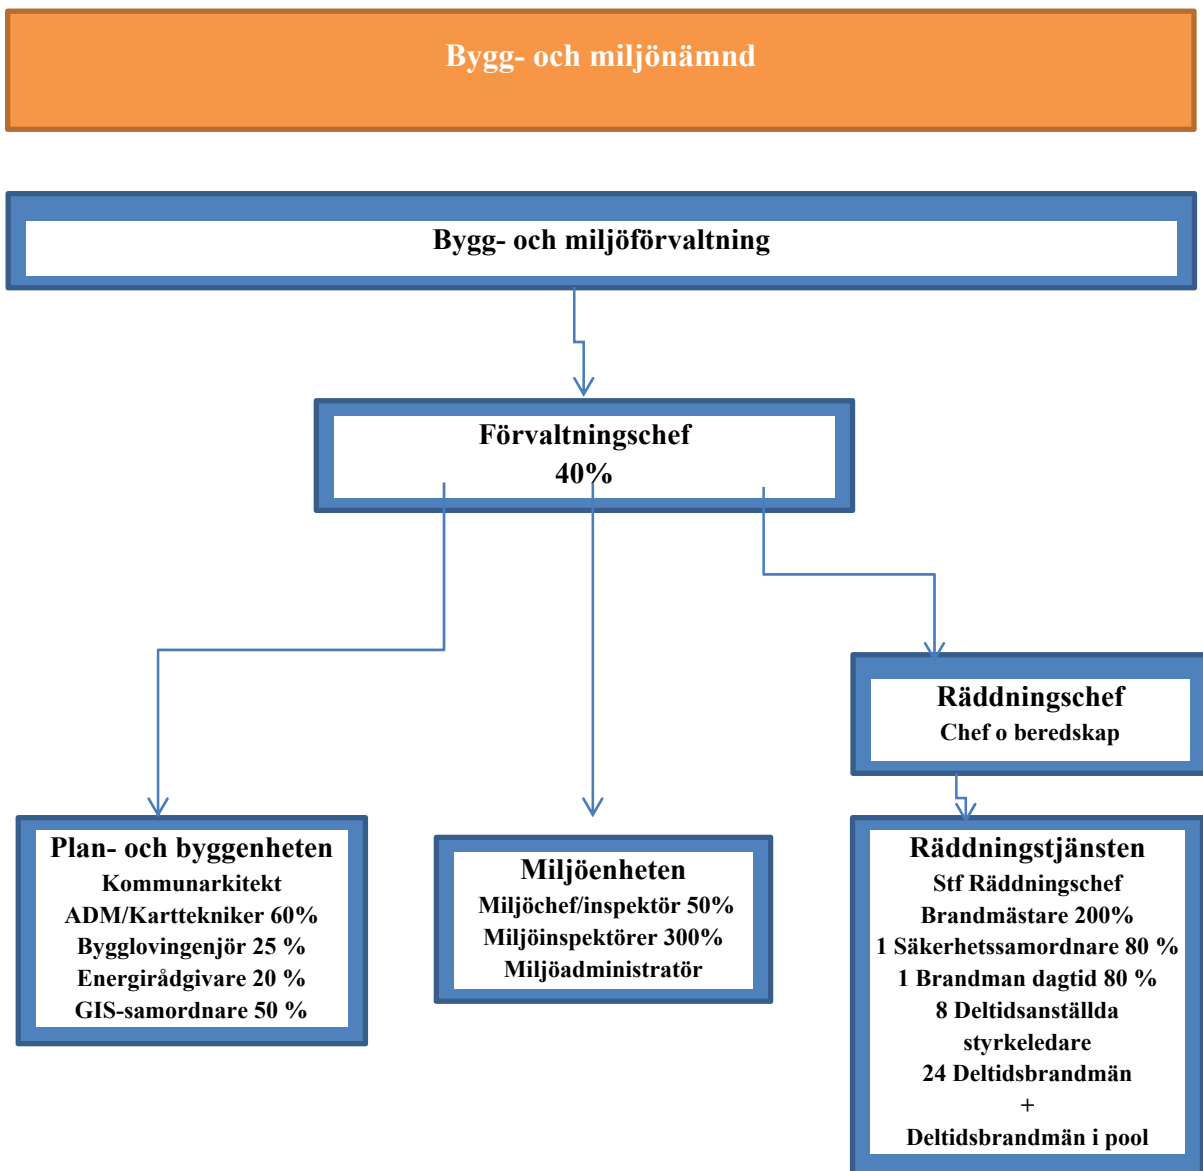 Bygg- och miljönämnd
Bygg- och miljöförvaltning
Förvaltningschef
40%
Räddningschef
Chef o beredskap
Plan- och byggenheten
Kommunarkitekt
ADM/Karttekniker 60%
Bygglovingenjör 25 %
Energirådgivare 20 %
GIS-samordnare 50 %
Miljöenheten
Miljöchef/inspektör 50%
Miljöinspektörer 300%
Miljöadministratör
Räddningstjänsten
Stf Räddningschef
Brandmästare 200%
1 Säkerhetssamordnare 80 %
1 Brandman dagtid 80 %
8 Deltidsanställda
styrkeledare
24 Deltidsbrandmän
+
Deltidsbrandmän i pool